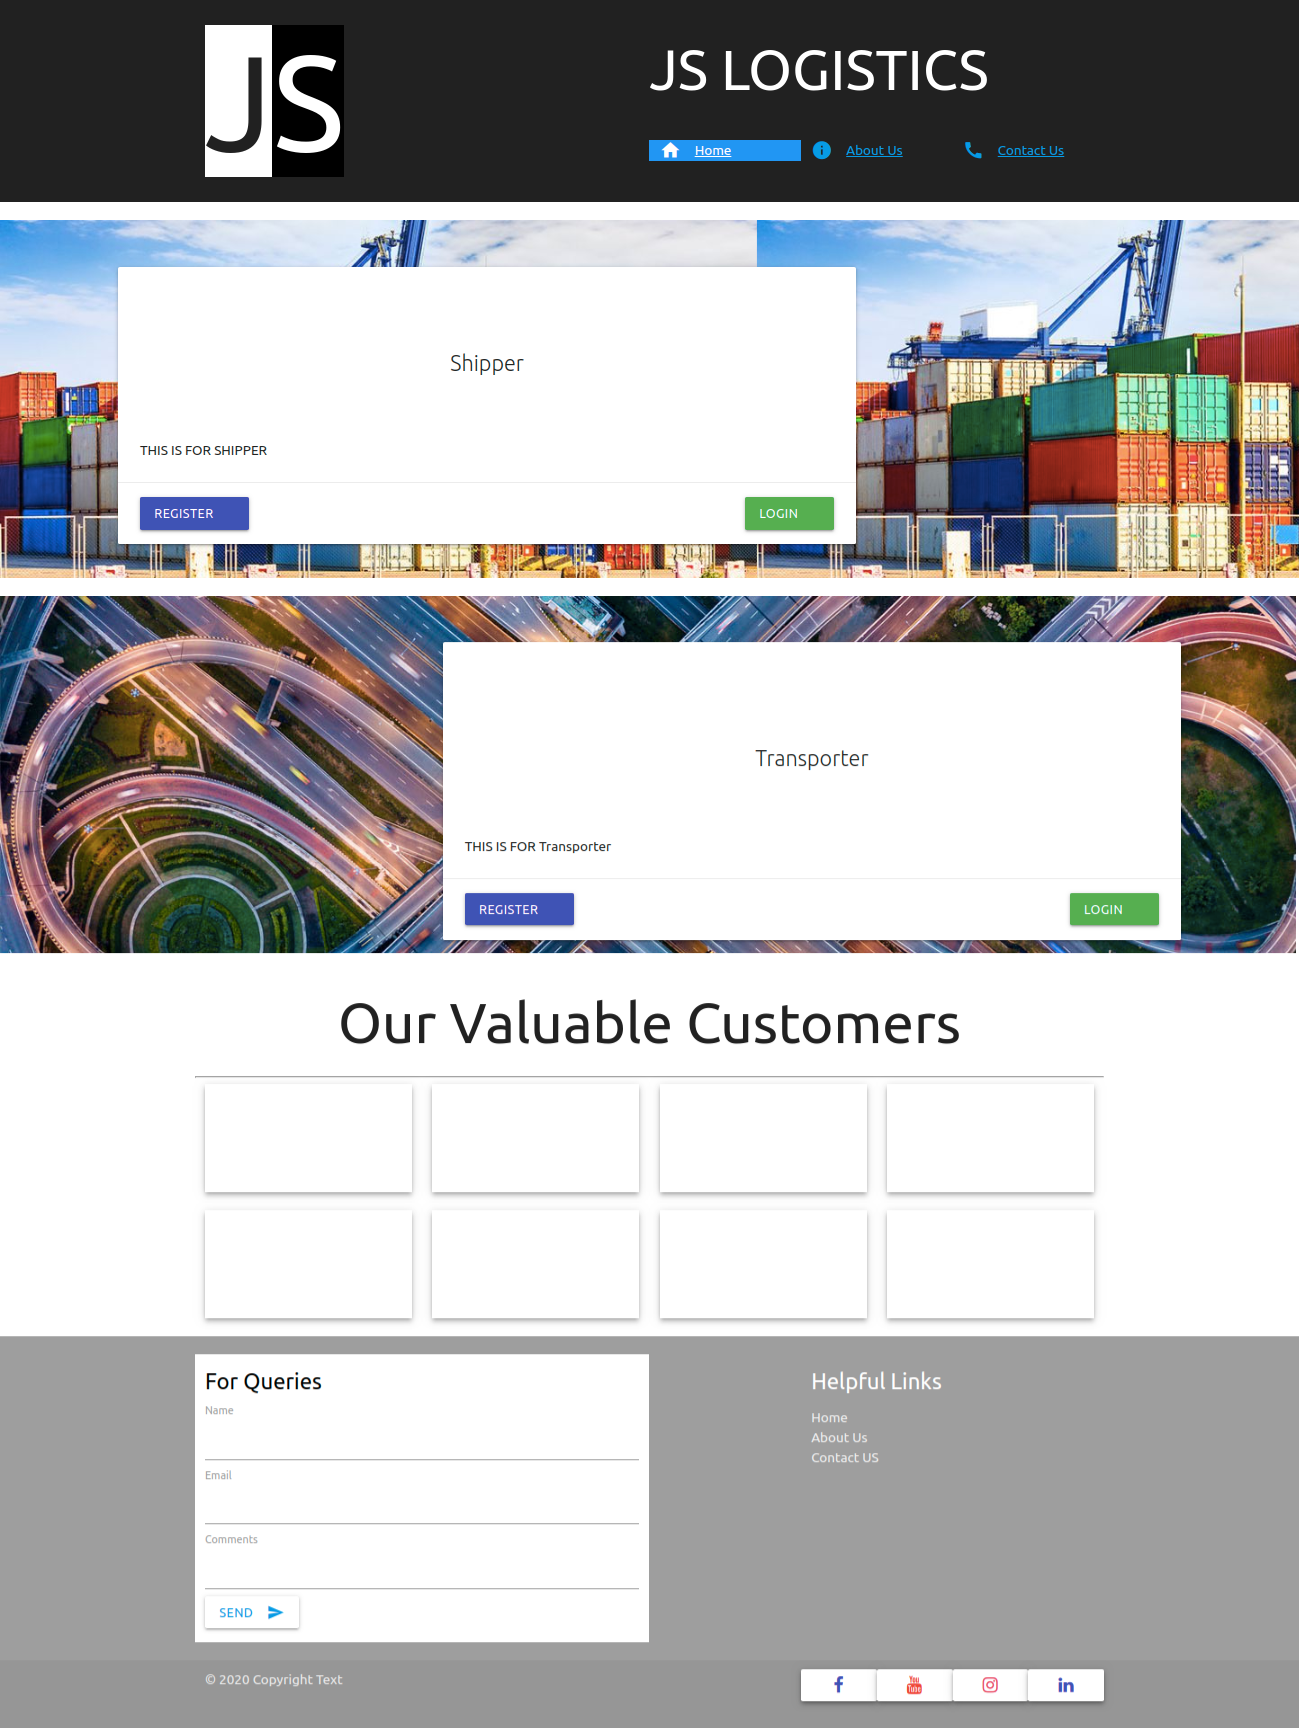 JS
JS LOGISTICS
Home
About Us
Contact Us
Shipper
THIS IS FOR SHIPPER
REGISTER
LOGIN
Transporter
THIS IS FOR Transporter
REGISTER
LOGIN
Our Valuable Customers
For Queries
Name
Email
Comments
SEND
Helpful Links
Home
About Us
Contact US
© 2020 Copyright Text
You
Tube